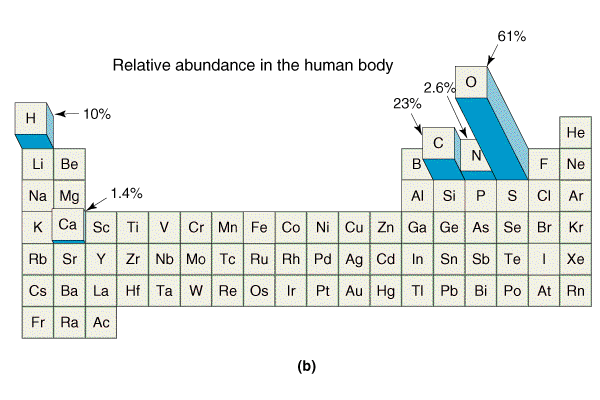 61%
Relative abundance in the human body
O
2.6%
23%
H
10%
He
C
N
Li Be B F Ne
Na Mg Al Si P S Cl Ar
1.4%
K Ca Sc Ti V Cr Mn Fe Co Ni Cu Zn Ga Ge As Se Br Kr
Rb Sr Y Zr Nb Mo Tc Ru Rh Pd Ag Cd In Sn Sb Te I Xe
Cs Ba La Hf Ta W Re Os Ir Pt Au Hg Tl Pb Bi Po At Rn
Fr Ra Ac
(b)